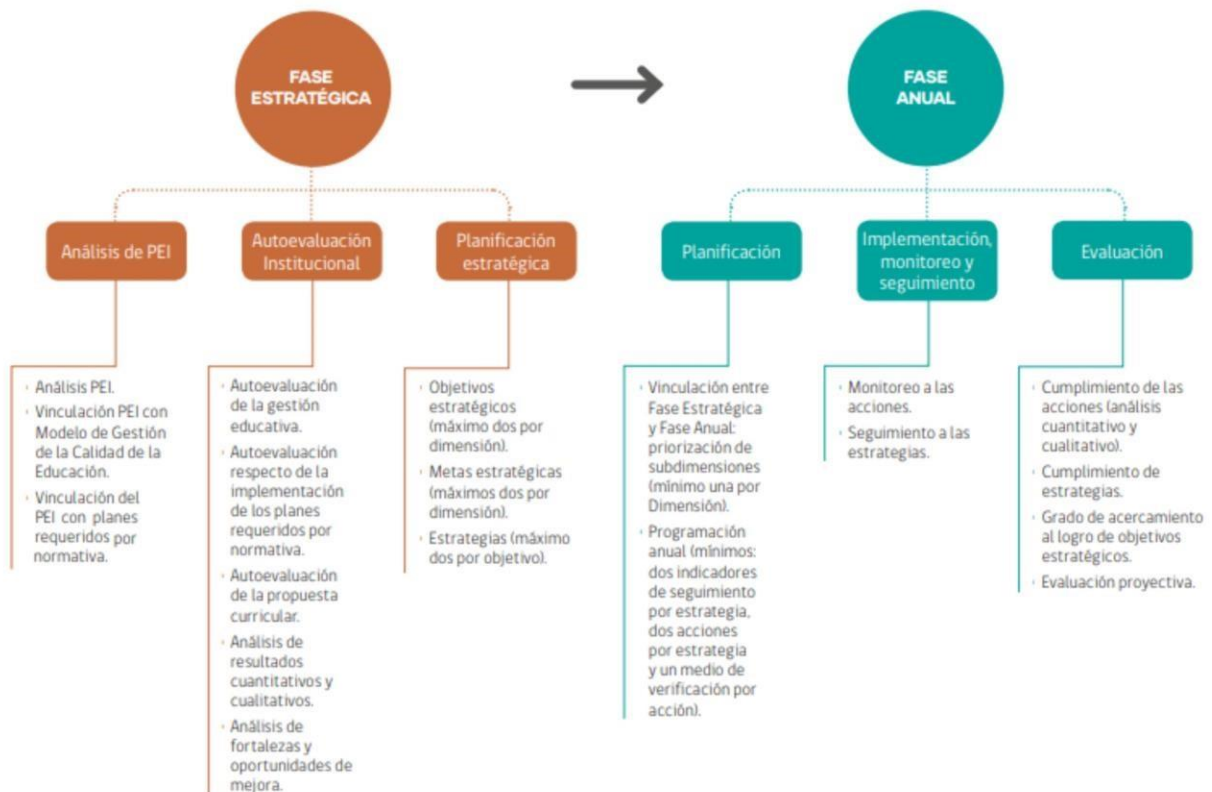 FASE
ESTRATÉGICA
FASE
ANUAL
Análisis de PEI
Autoevaluación
Institucional
Planificación
estratégica
Planificación
Implementación,
monitoreo y
seguimiento
Evaluación
Análisis PEI.
Vinculación PEI con
Modelo de Gestión
de la Calidad de la
Educación.
Vinculación del
PEI con planes
requeridos por
normativa.
Autoevaluación
de la gestión
educativa.
Autoevaluación
respecto de la
implementación
de los planes
requeridos por
normativa.
Autoevaluación
de la propuesta
curricular.
Análisis de
resultados
cuantitativos y
cualitativos.
Análisis de
fortalezas y
oportunidades de
mejora.
Objetivos
estratégicos
(máximo dos por
dimensión).
Metas estratégicas
(máximos dos por
dimensión).
Estrategias (máximo
dos por objetivo).
Vinculación entre
Fase Estratégica
y Fase Anual:
priorización de
subdimensiones
(mínimo una por
Dimensión).
Programación
anual (mínimos:
dos indicadores
de seguimiento
por estrategia,
dos acciones
por estrategia
y un medio de
verificación por
acción).
Monitoreo a las
acciones.
Seguimiento a las
estrategias.
Cumplimiento de las
acciones (análisis
cuantitativo y
cualitativo).
Cumplimiento de
estrategias.
Grado de acercamiento
al logro de objetivos
estratégicos.
Evaluación proyectiva.